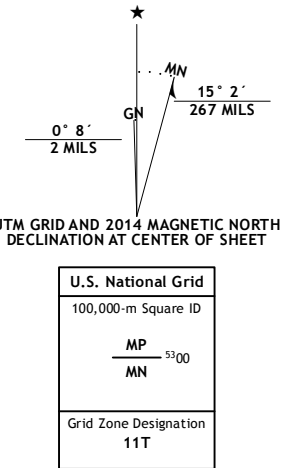 ★
MN
15° 2´
267 MILS
GN
0° 8´
2 MILS
UTM GRID AND 2014 MAGNETIC NORTH
DECLINATION AT CENTER OF SHEET
U.S. National Grid
100,000-m Square ID
MP
5300
MN
Grid Zone Designation
11T